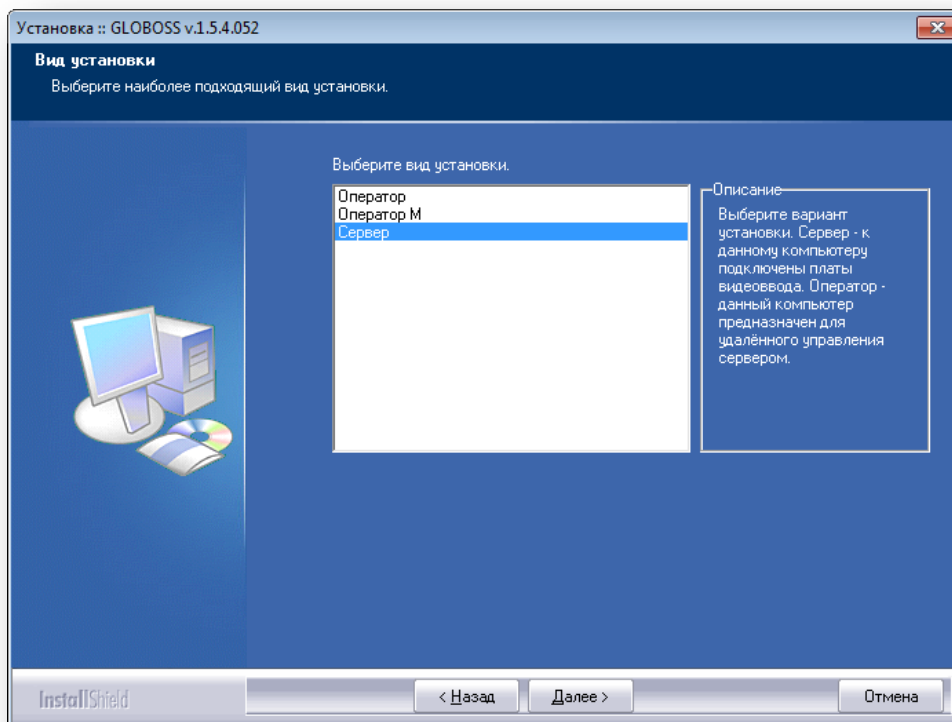 Установка :: GLOBOSS v.1.5.4.052
Вид установки
Выберите наиболее подходящий вид установки.
Выберите вид установки.
Оператор
Оператор М
Сервер
Описание
Выберите вариант
установки. Сервер - к
данному компьютеру
подключены платы
видеоввода. Оператор -
данный компьютер
предназначен для
удалённого управления
сервером.
InstallShield
< Назад
Далее >
Отмена